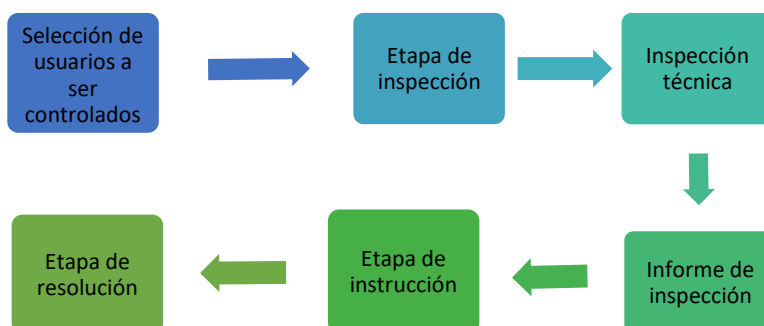 Selección de
usuarios a
ser
controlados
Etapa de
inspección
Inspección
técnica
Informe de
inspección
Etapa de
instrucción
Etapa de
resolución